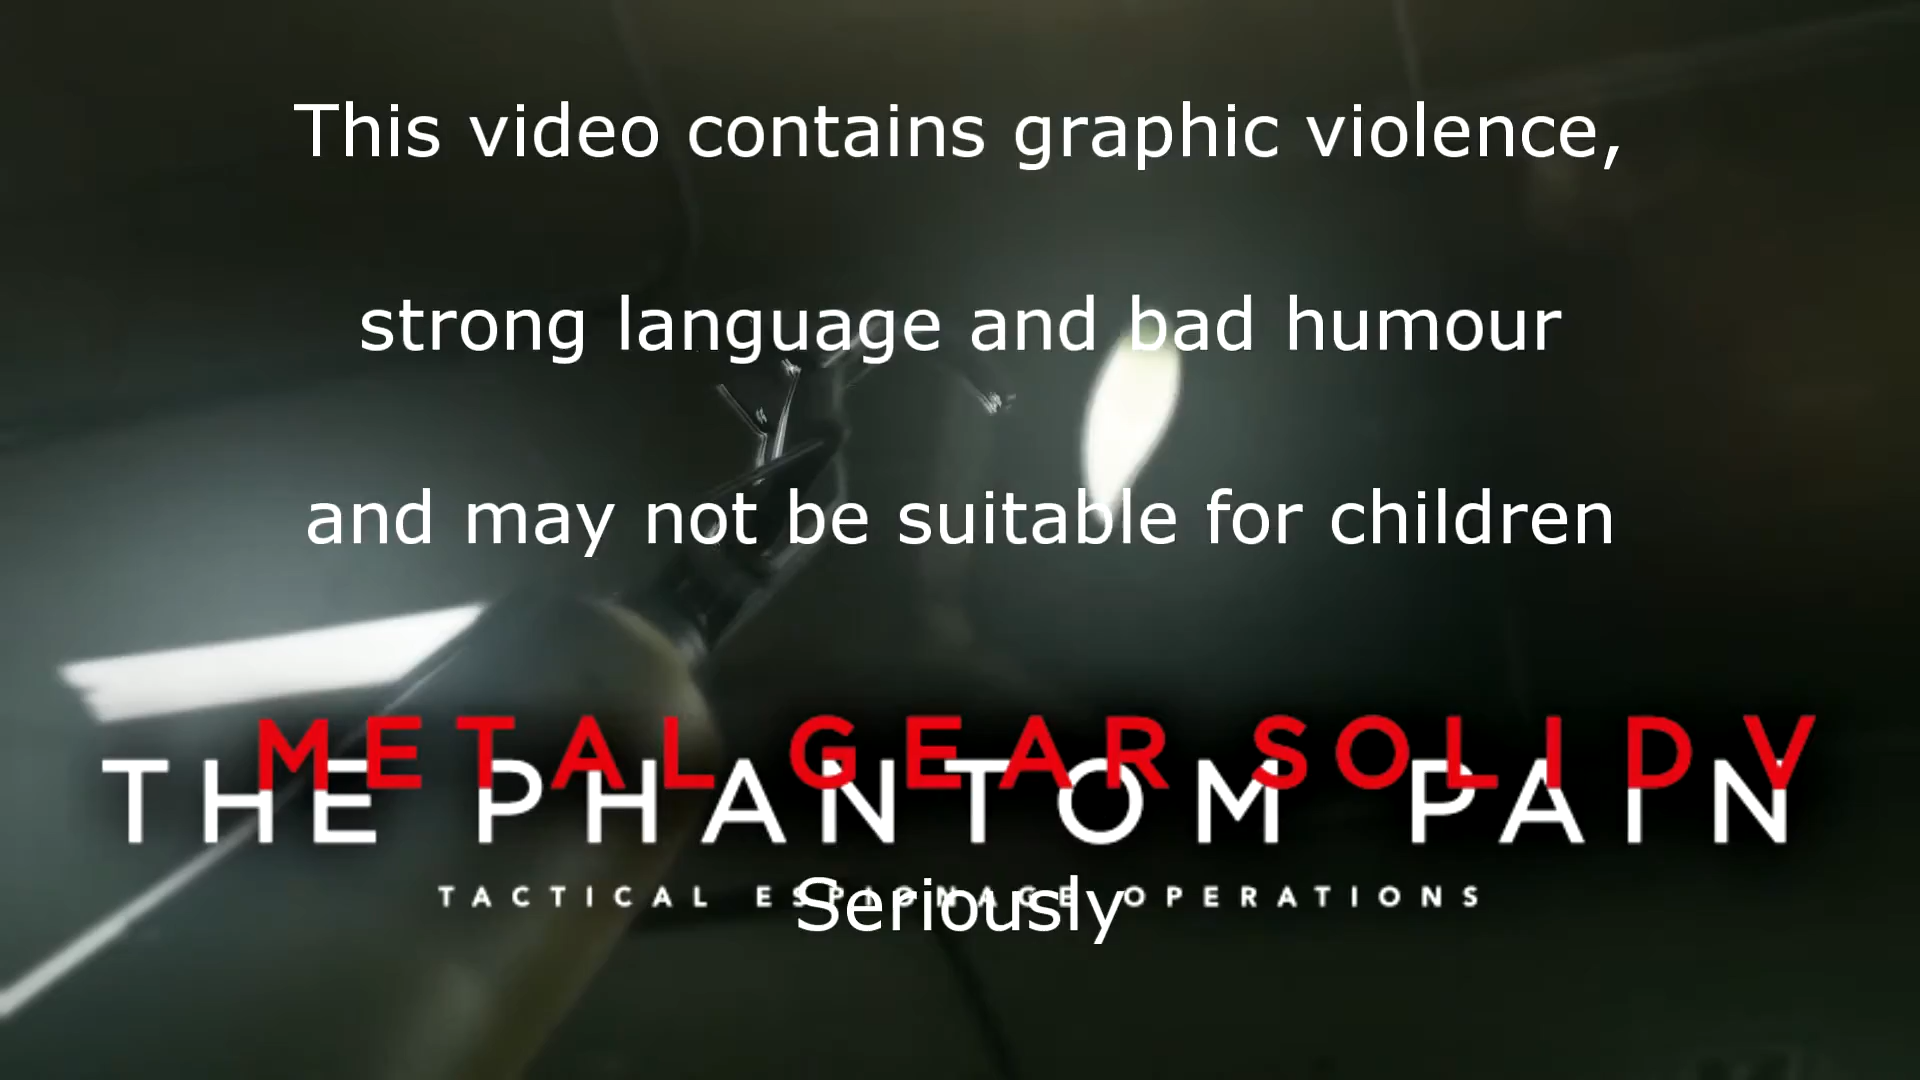 This video contains graphic violence,
strong language and bad humour
and may not be suitable for children
METAL GEAR SOLID V
THE PHANTOM PAIN
TACTICAL ESPIONAGE OPERATIONS
Seriously